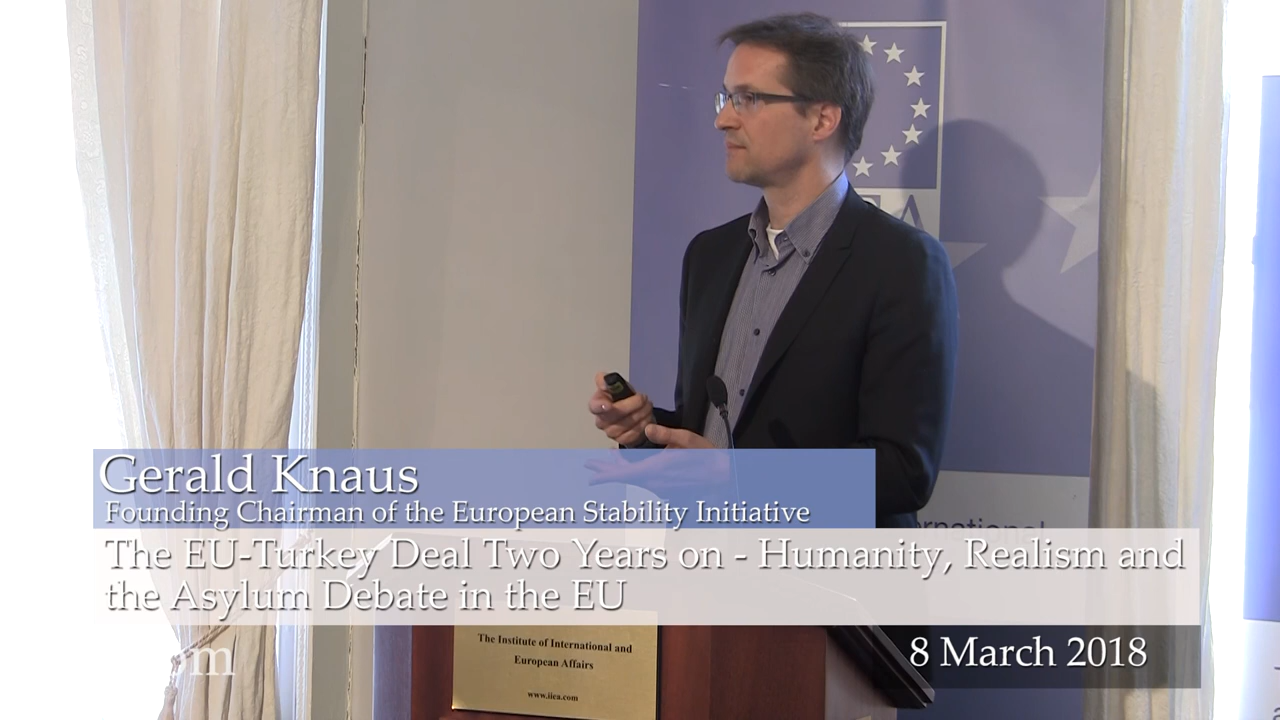 Gerald Knaus
Founding Chairman of the European Stability Initiative
The EU-Turkey Deal Two Years on - Humanity, Realism and
the Asylum Debate in the EU
The Institute of International and
European Affairs
www.iiea.com
8 March 2018